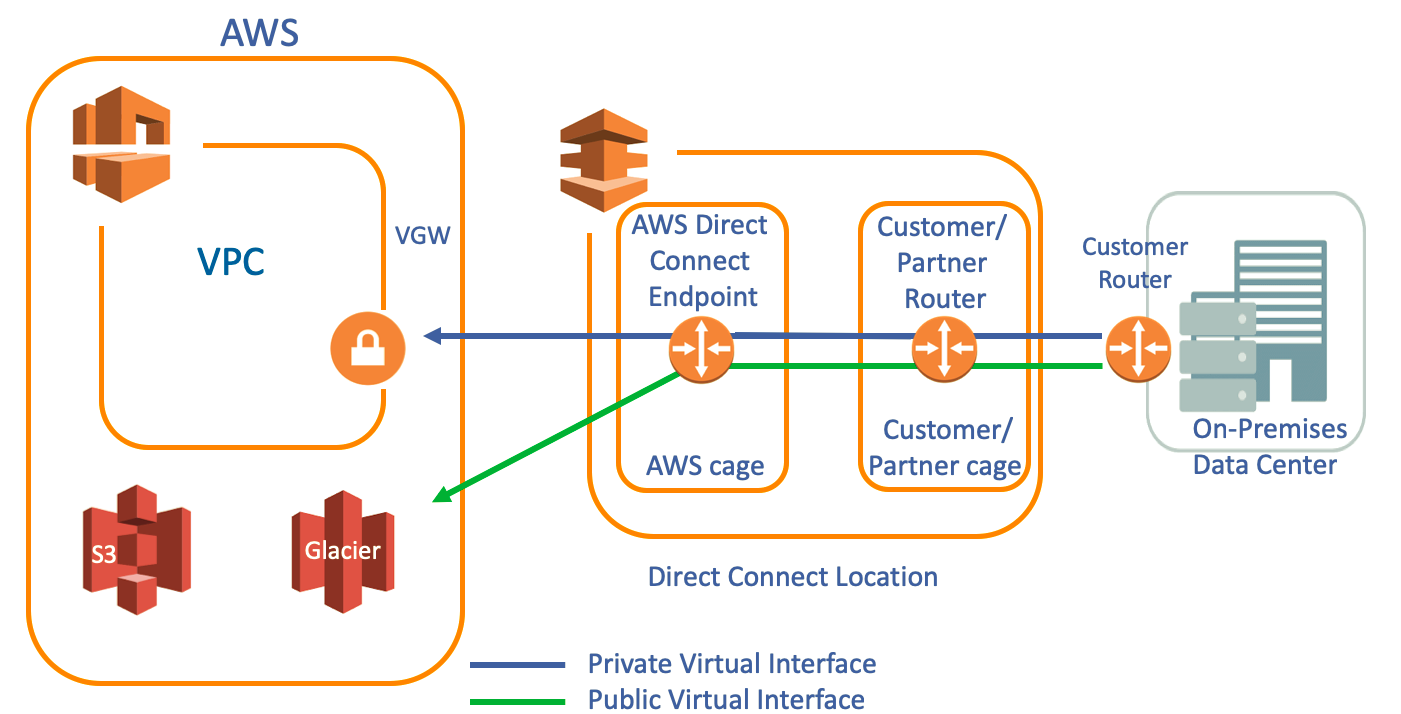 AWS
VPC
VGW
S3
Glacier
AWS Direct
Connect
Endpoint
AWS cage
Customer/
Partner
Router
Customer/
Partner cage
Direct Connect Location
Customer
Router
On-Premises
Data Center
Private Virtual Interface
Public Virtual Interface